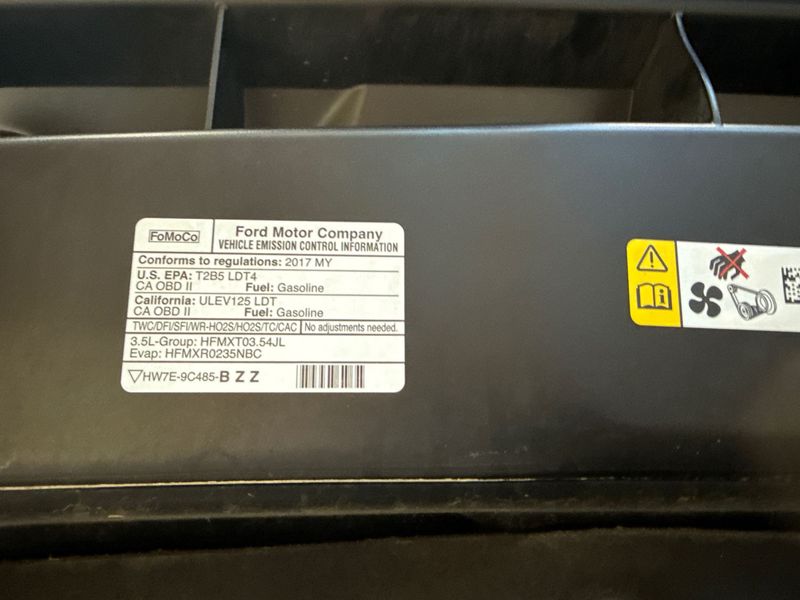 FoMoCo
Ford Motor Company
VEHICLE EMISSION CONTROL INFORMATION
Conforms to regulations: 2017 MY
U.S. EPA: T2B5 LDT4
CA OBD II Fuel: Gasoline
California: ULEV125 LDT
CA OBD II Fuel: Gasoline
TWC/DFI/SFI/WR-HO2S/HO2S/TC/CAC No adjustments needed.
3.5L-Group: HFMXT03.54JL
Evap: HFMXR0235NBC
HW7E-9C485-BZZ